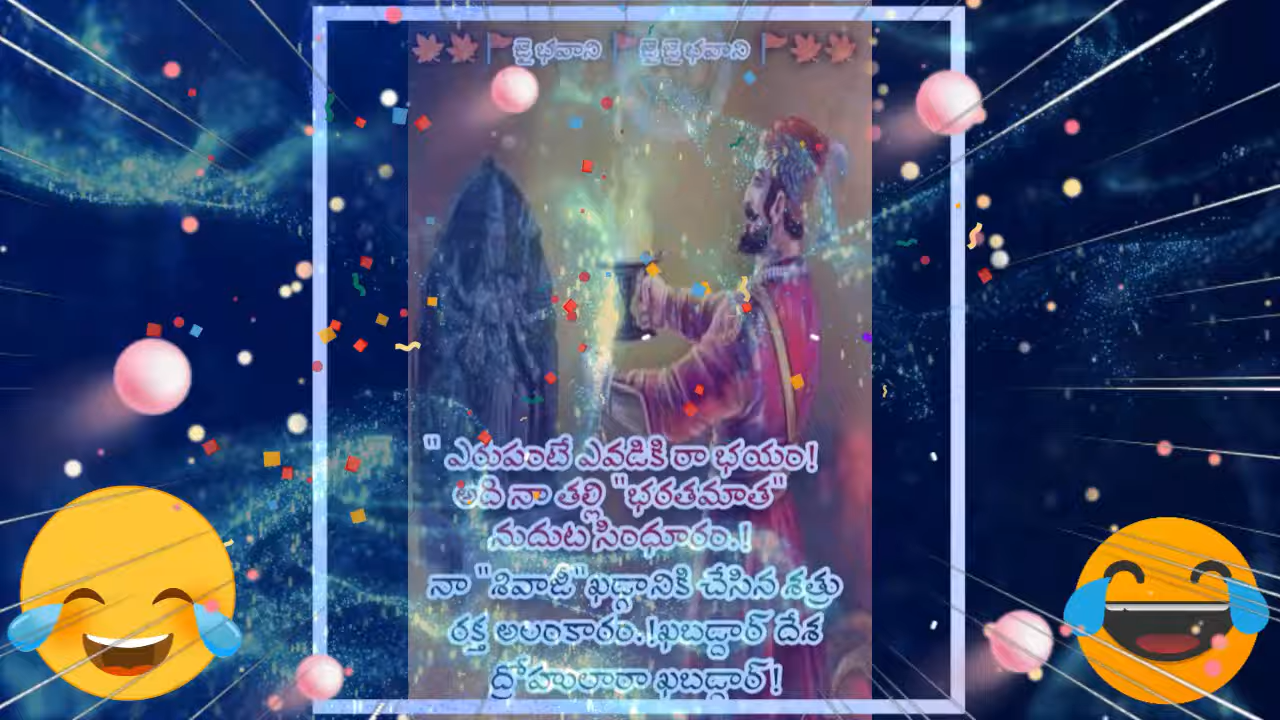 జై భవాని జై జై భవాని
" ఎరుపంటే ఎవడికి రా భయం!
అది నా తల్లి "భరతమాత"
నుదుట సింధూరం.!
నా "శివాజీ"ఖడ్గానికి చేసిన శత్రు
రక్త అలంకారం.!ఖబడ్దార్ దేశ
ద్రోహులారా ఖబడ్దార్!